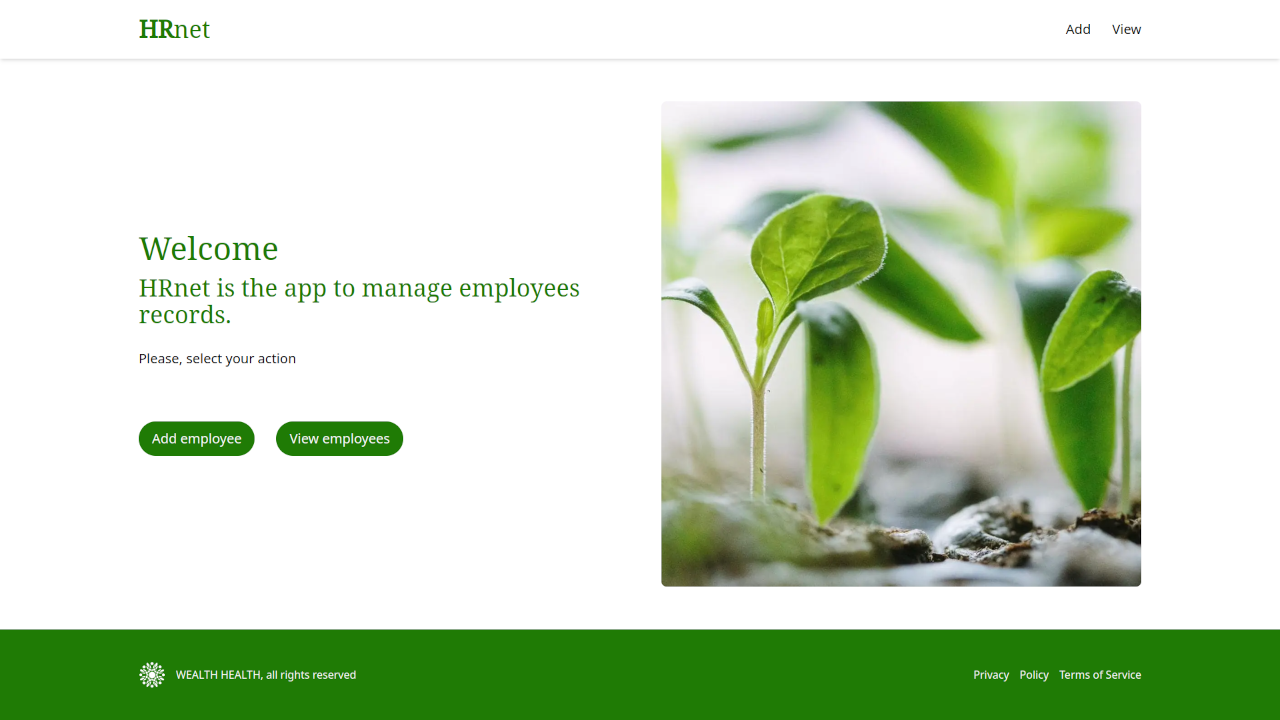 HRnet
Add View
Welcome
HRnet is the app to manage employees
records.
Please, select your action
Add employee View employees
WEALTH HEALTH, all rights reserved
Privacy Policy Terms of Service